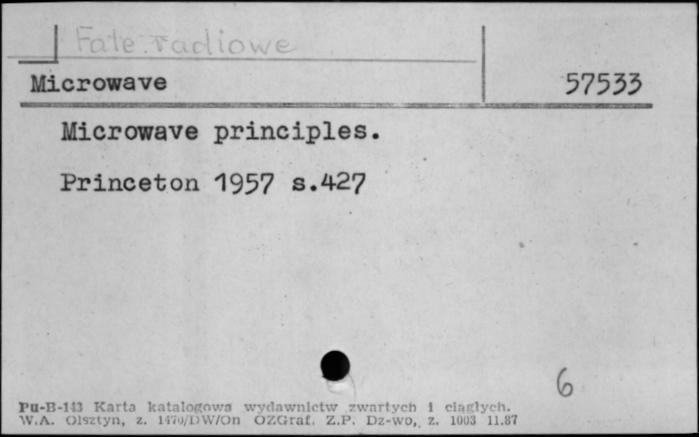 Fale radiowe
Microwave 57533
Microwave principles.
Princeton 1957 s.427
6
Pu-B-143 Karta katalogowa wydawnictw zwartych i ciągłych.
W.A. Olsztyn, z. 1470/DW/On OZGraf. Z.P. Dz-wo, z. 1003 11.87